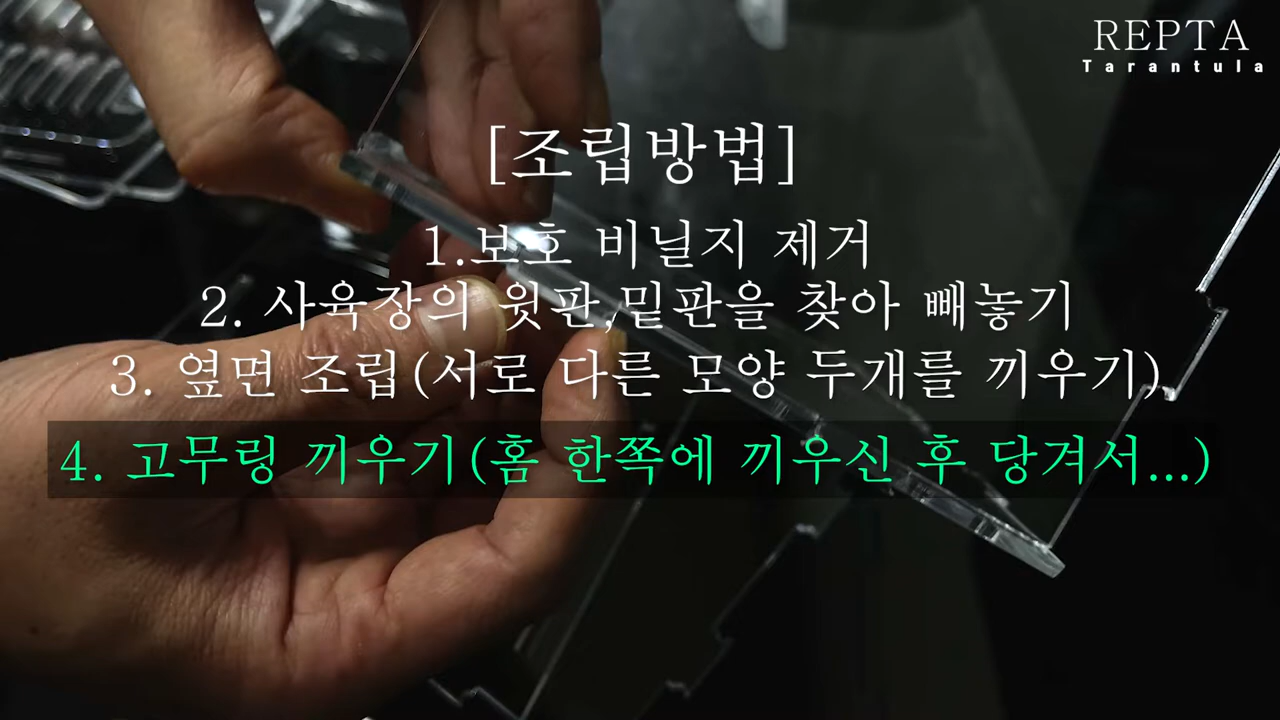 REPTA
Tarantula
[조립방법]
1.보호 비닐지 제거
2. 사육장의 윗판,밑판을 찾아 빼놓기
3. 옆면 조립(서로 다른 모양 두개를 끼우기)
4. 고무링 끼우기(홈 한쪽에 끼우신 후 당겨서...)